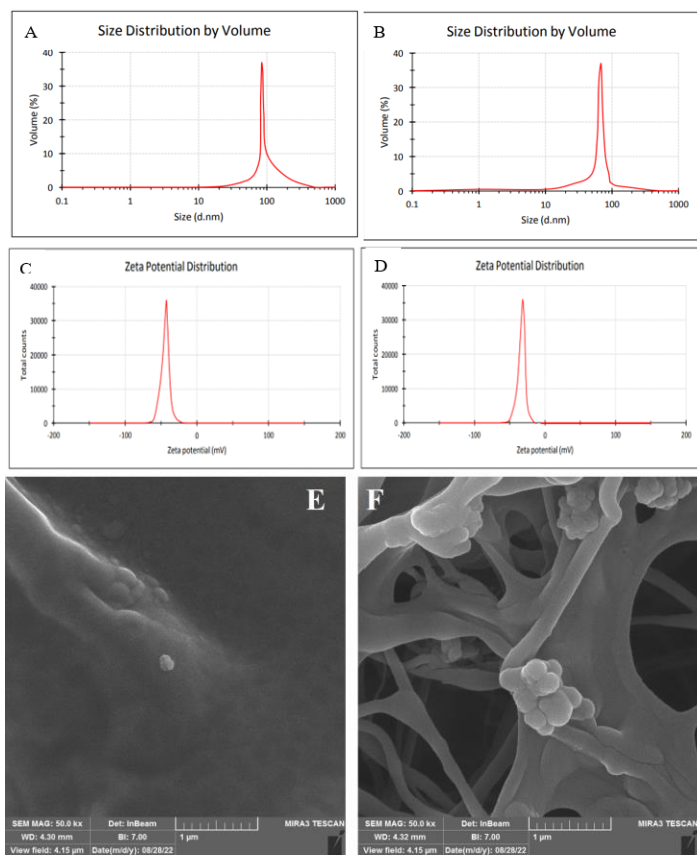 A
Size Distribution by Volume
Volume (%)
40
30
20
10
0
0.1 1 10 100 1000
Size (d.nm)
B
Size Distribution by Volume
Volume (%)
40
30
20
10
0
0.1 1 10 100 1000
Size (d.nm)
C
Zeta Potential Distribution
Total counts
40000
30000
20000
10000
0
-200 -100 0 100 200
Zeta potential (mV)
D
Zeta Potential Distribution
Total counts
40000
30000
20000
10000
0
-200 -100 0 100 200
Zeta potential (mV)
E
SEM MAG: 50.0 kx Det: InBeam MIRA3 TESCAN
WD: 4.30 mm BI: 7.00 1 µm
View field: 4.15 µm Date(m/d/y): 08/28/22
F
SEM MAG: 50.0 kx Det: InBeam MIRA3 TESCAN
WD: 4.32 mm BI: 7.00 1 µm
View field: 4.15 µm Date(m/d/y): 08/28/22